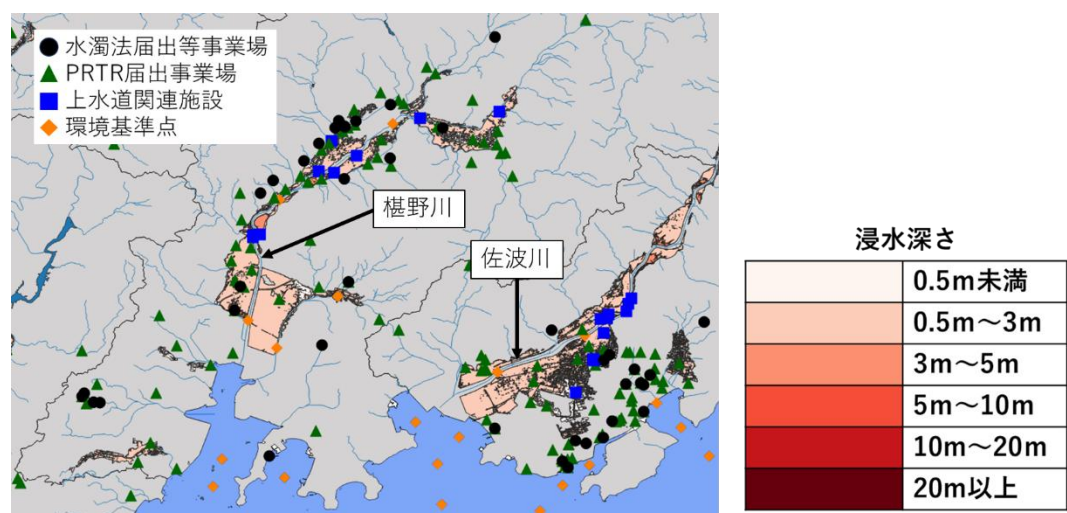 水濁法届出等事業場
PRTR届出事業場
上水道関連施設
環境基準点
椹野川
佐波川
浸水深さ
0.5m未満
0.5m～3m
3m～5m
5m～10m
10m～20m
20m以上